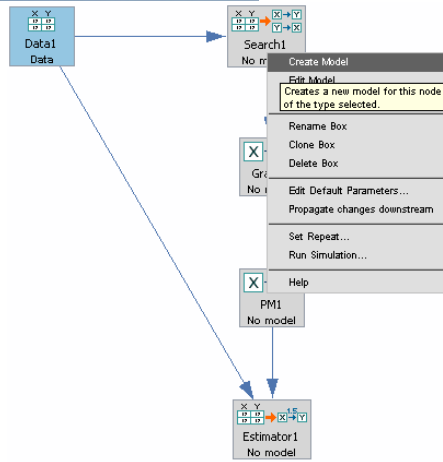 X Y
Data1
Data
X Y
X Y
Y X
Search1
No m
Create Model
Edit Model
Creates a new model for this node
of the type selected.
Rename Box
Clone Box
Delete Box
Edit Default Parameters...
Propagate changes downstream
Set Repeat...
Run Simulation...
Help
X
Gra
No m
X
PM1
No model
X Y
1.5
X Y
Estimator1
No model